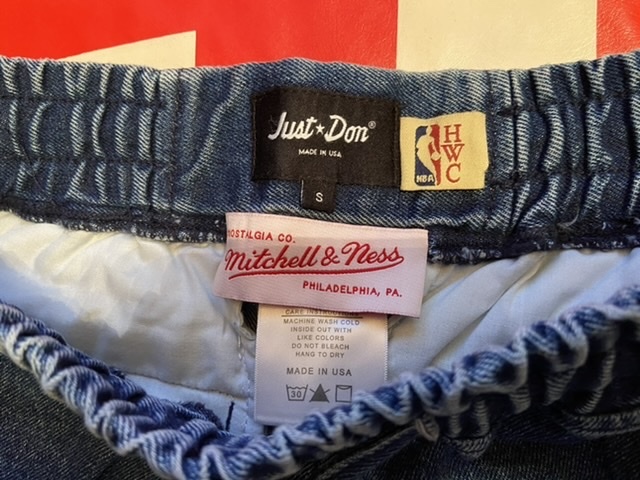 Just★Don®
MADE IN USA
S
NBA
H
W
C
NOSTALGIA CO.
Mitchell & Ness
PHILADELPHIA, PA.
CARE INSTRUCTIONS
MACHINE WASH COLD
INSIDE OUT WITH
LIKE COLORS
DO NOT BLEACH
HANG TO DRY
MADE IN USA
30